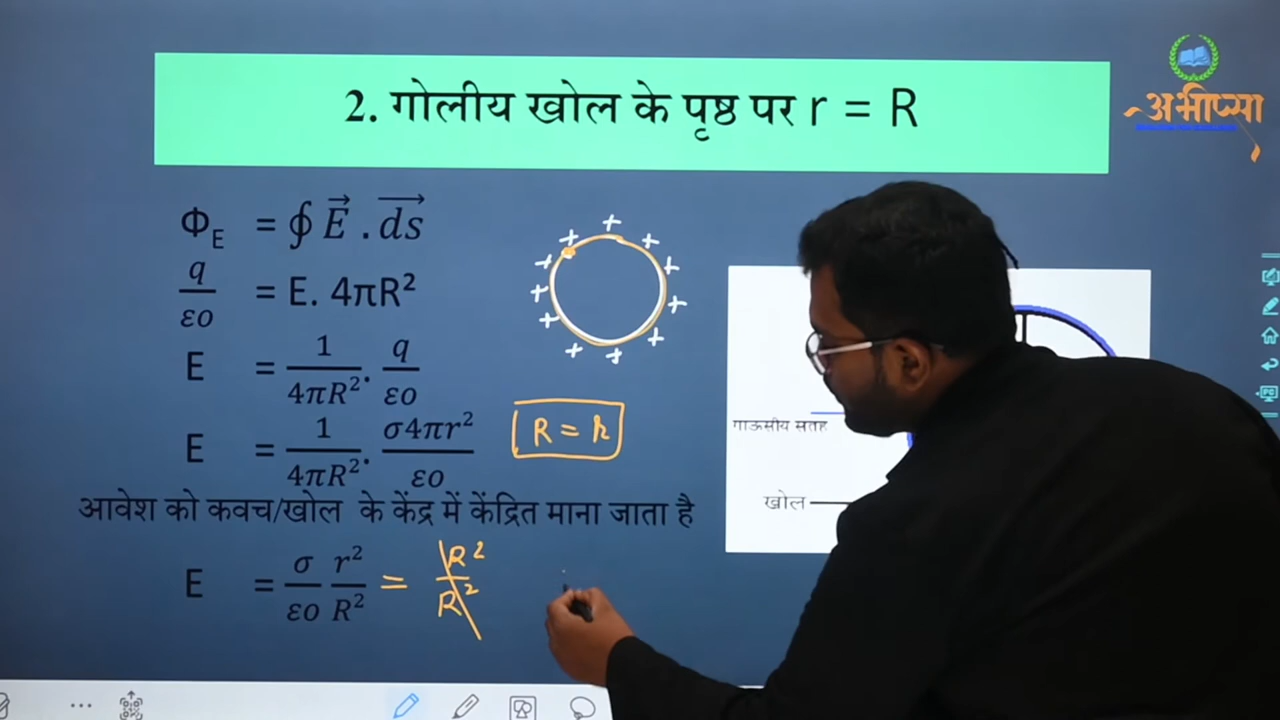 2. गोलीय खोल के पृष्ठ पर r = R
अभीप्सा
Φ_E = ∮ E⃗ . ds⃗
q/εo = E. 4πR²
E = 1/4πR² . q/εo
E = 1/4πR² . σ4πr²/εo
R = r
आवेश को कवच/खोल के केंद्र में केंद्रित माना जाता है
E = σ/εo r²/R² = R²/R²
गाऊसीय सतह
खोल
+ + + + + + + + + + +